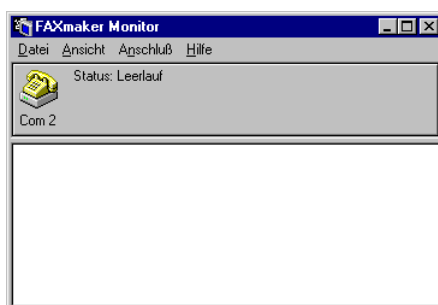 FAXmaker Monitor
Datei Ansicht Anschluß Hilfe
Status: Leerlauf
Com 2